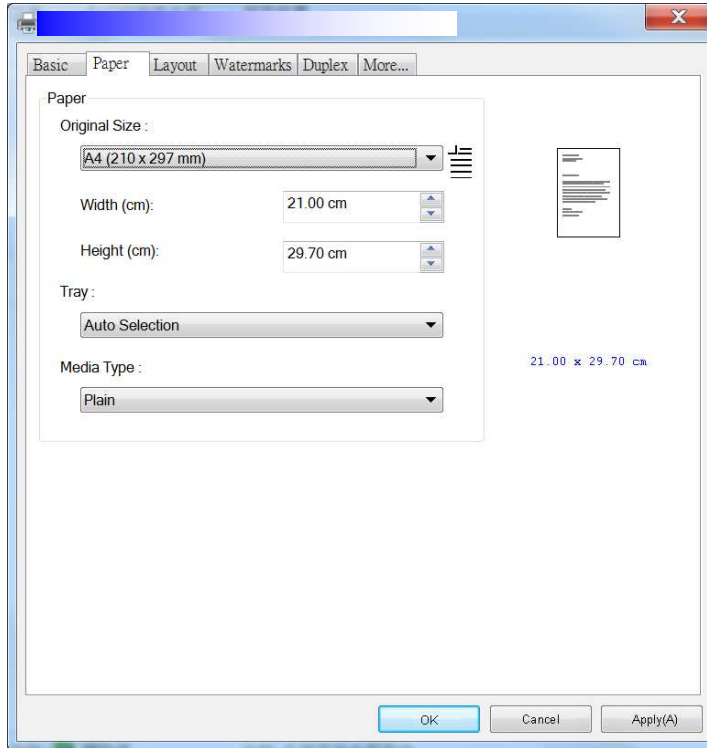 Basic Paper Layout Watermarks Duplex More...
Paper
Original Size :
A4 (210 x 297 mm)
Width (cm): 21.00 cm
Height (cm): 29.70 cm
Tray :
Auto Selection
Media Type :
Plain
21.00 x 29.70 cm
OK Cancel Apply(A)